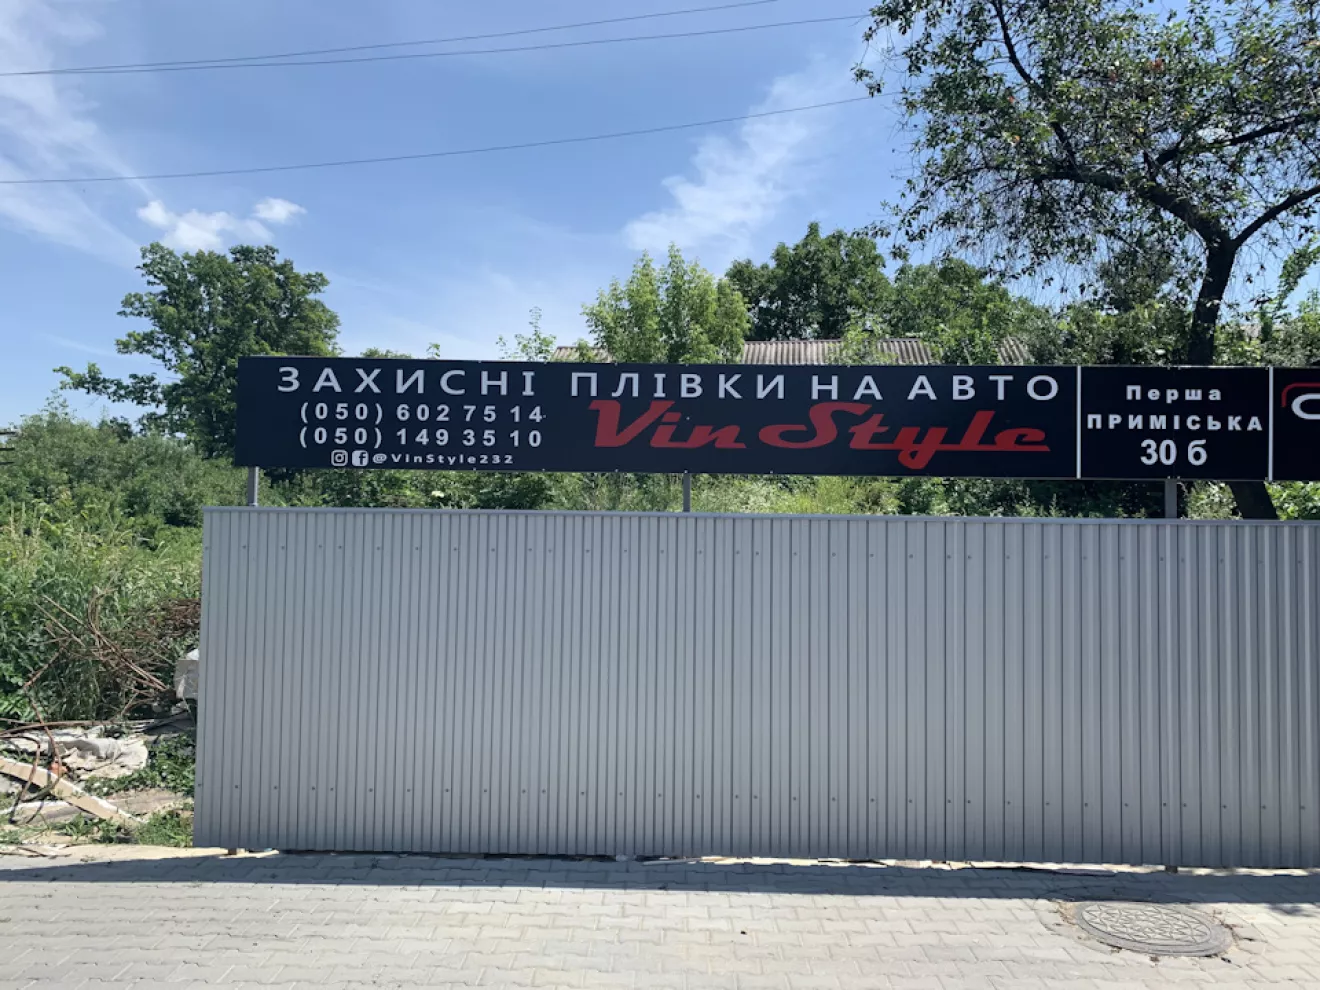 ЗАХИСНІ ПЛІВКИ НА АВТО
(050) 602 75 14
(050) 149 35 10
@VinStyle232
VinStyle
Перша
ПРИМІСЬКА
30 б